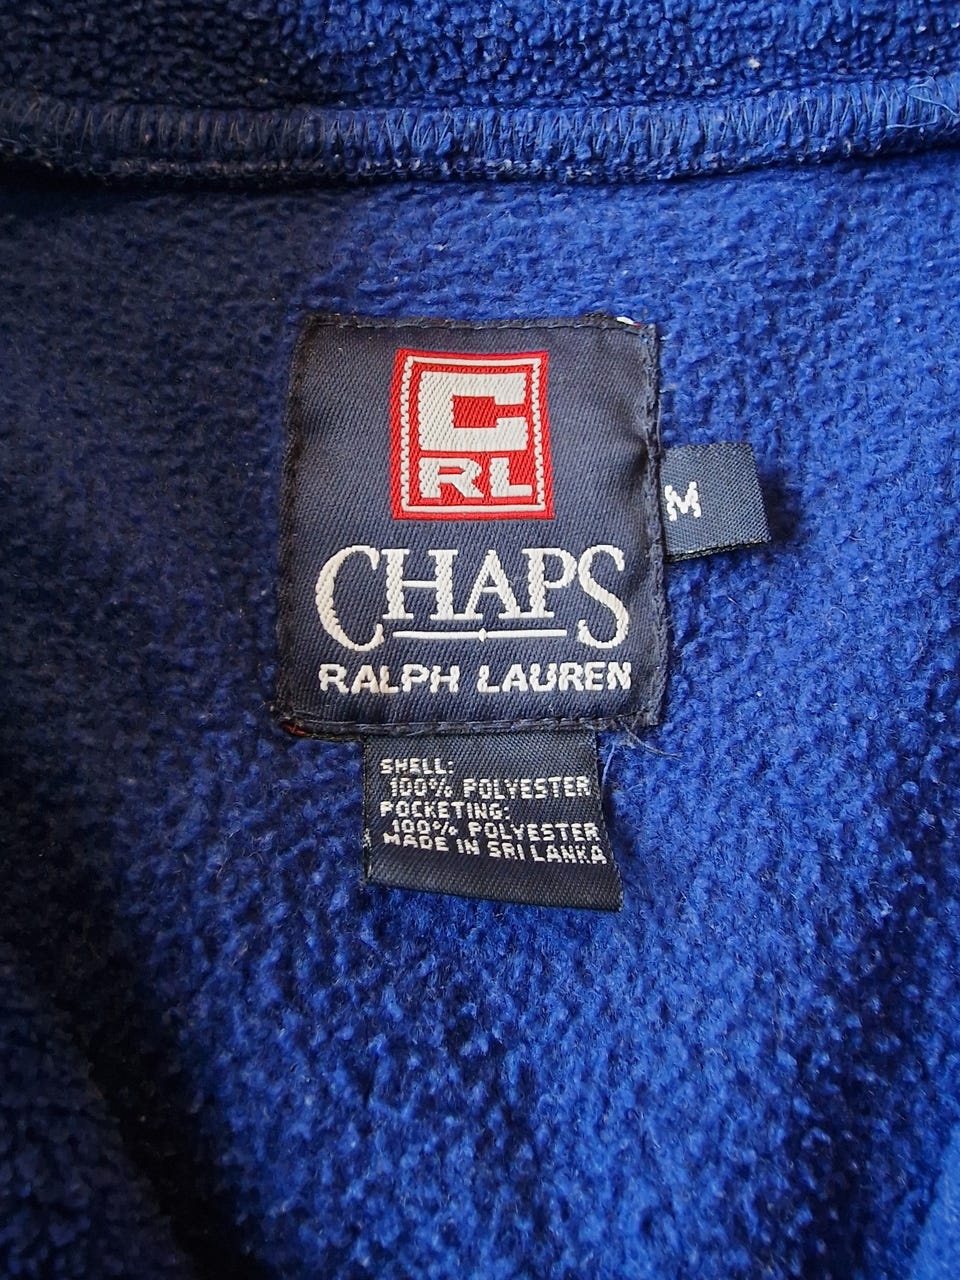 C
RL
CHAPS
RALPH LAUREN
M
SHELL:
100% POLYESTER
POCKETING:
100% POLYESTER
MADE IN SRI LANKA